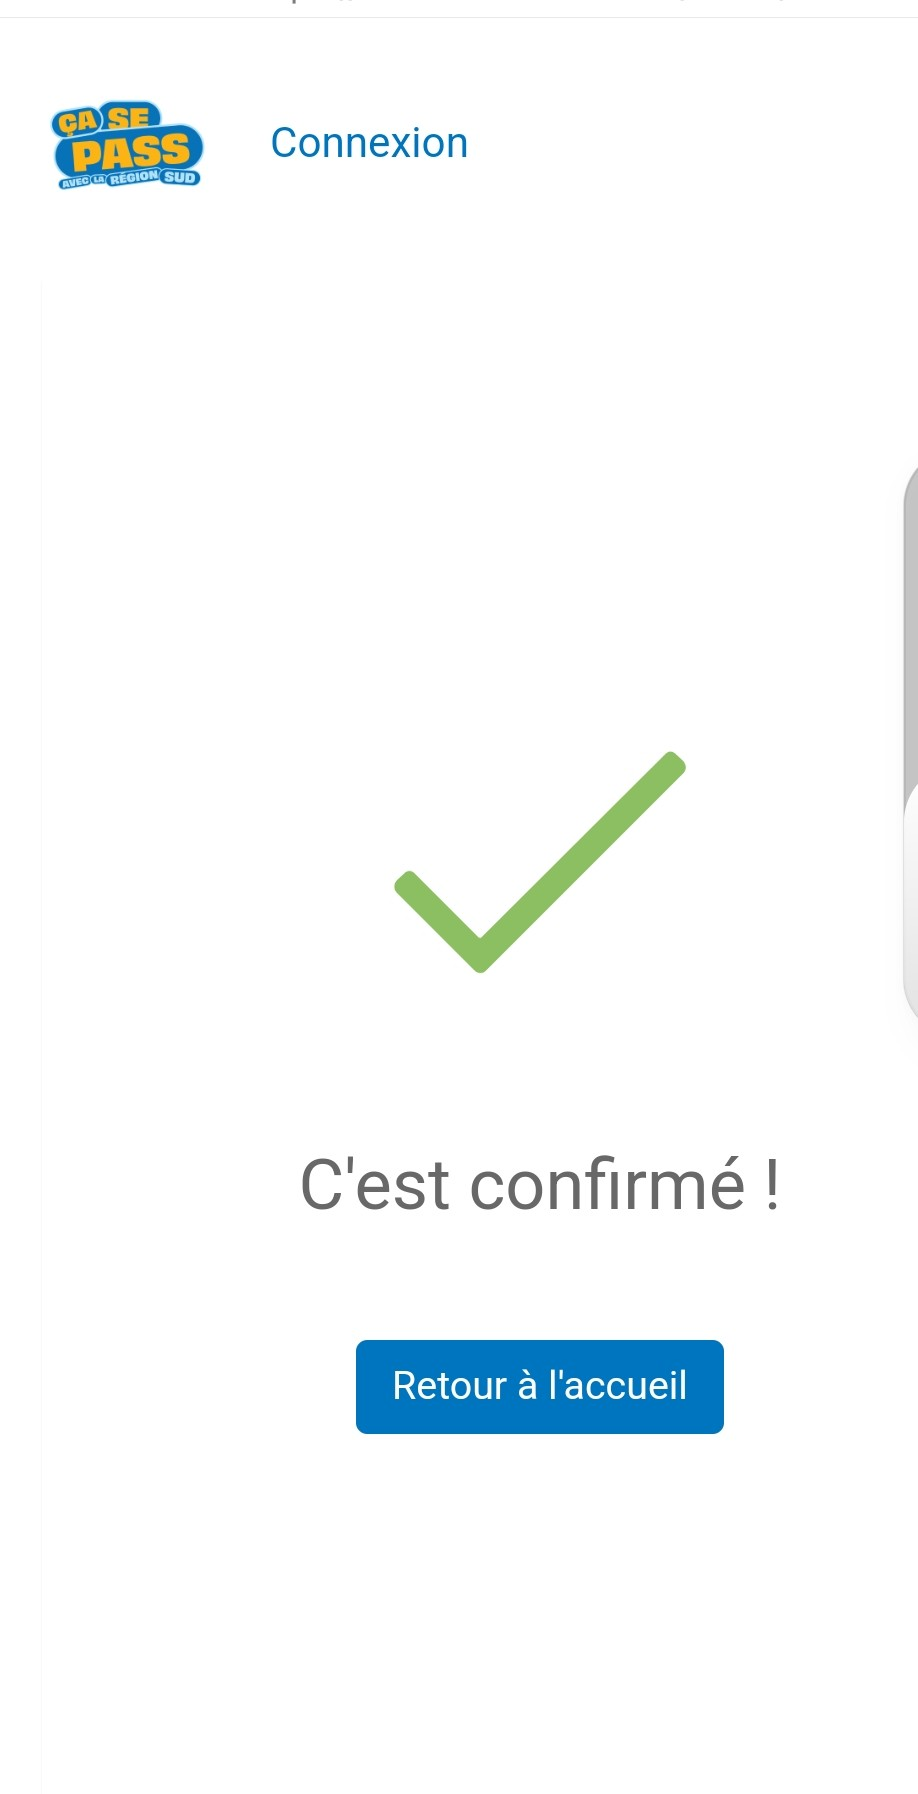 ÇA SE
PASS
AVEC LA RÉGION SUD
Connexion
C'est confirmé !
Retour à l'accueil